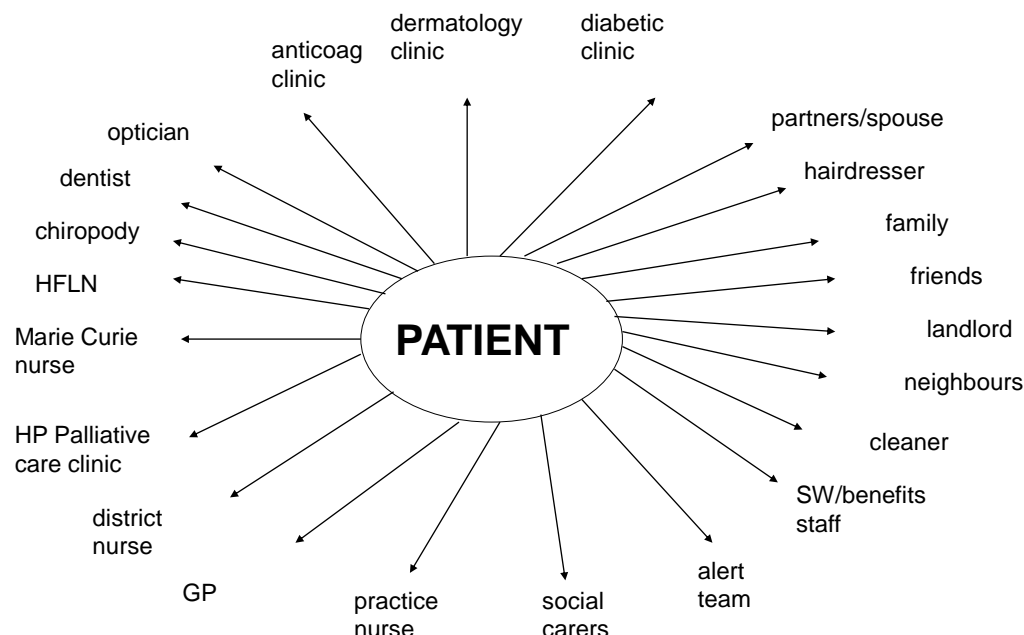 dermatology
clinic
diabetic
clinic
anticoag
clinic
partners/spouse
optician
hairdresser
dentist
family
chiropody
friends
HFLN
landlord
Marie Curie
nurse
PATIENT
neighbours
HP Palliative
care clinic
cleaner
SW/benefits
staff
district
nurse
alert
team
GP
practice
nurse
social
carers